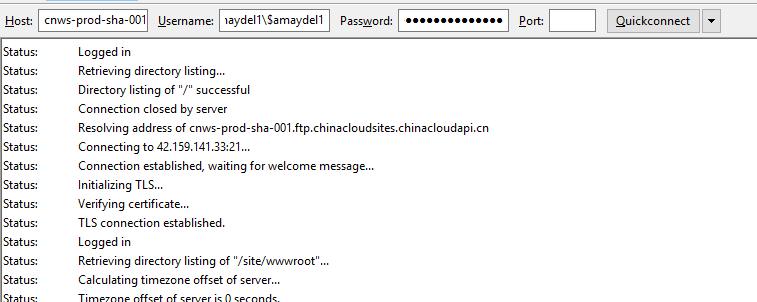 Host: cnws-prod-sha-001 Username: naydel1\$amaydel1 Password: ●●●●●●●●●●●●●● Port: Quickconnect
Status: Logged in
Status: Retrieving directory listing...
Status: Directory listing of "/" successful
Status: Connection closed by server
Status: Resolving address of cnws-prod-sha-001.ftp.chinacloudsites.chinacloudapi.cn
Status: Connecting to 42.159.141.33:21...
Status: Connection established, waiting for welcome message...
Status: Initializing TLS...
Status: Verifying certificate...
Status: TLS connection established.
Status: Logged in
Status: Retrieving directory listing of "/site/wwwroot"...
Status: Calculating timezone offset of server...
Status: Timezone offset of server is 0 seconds.